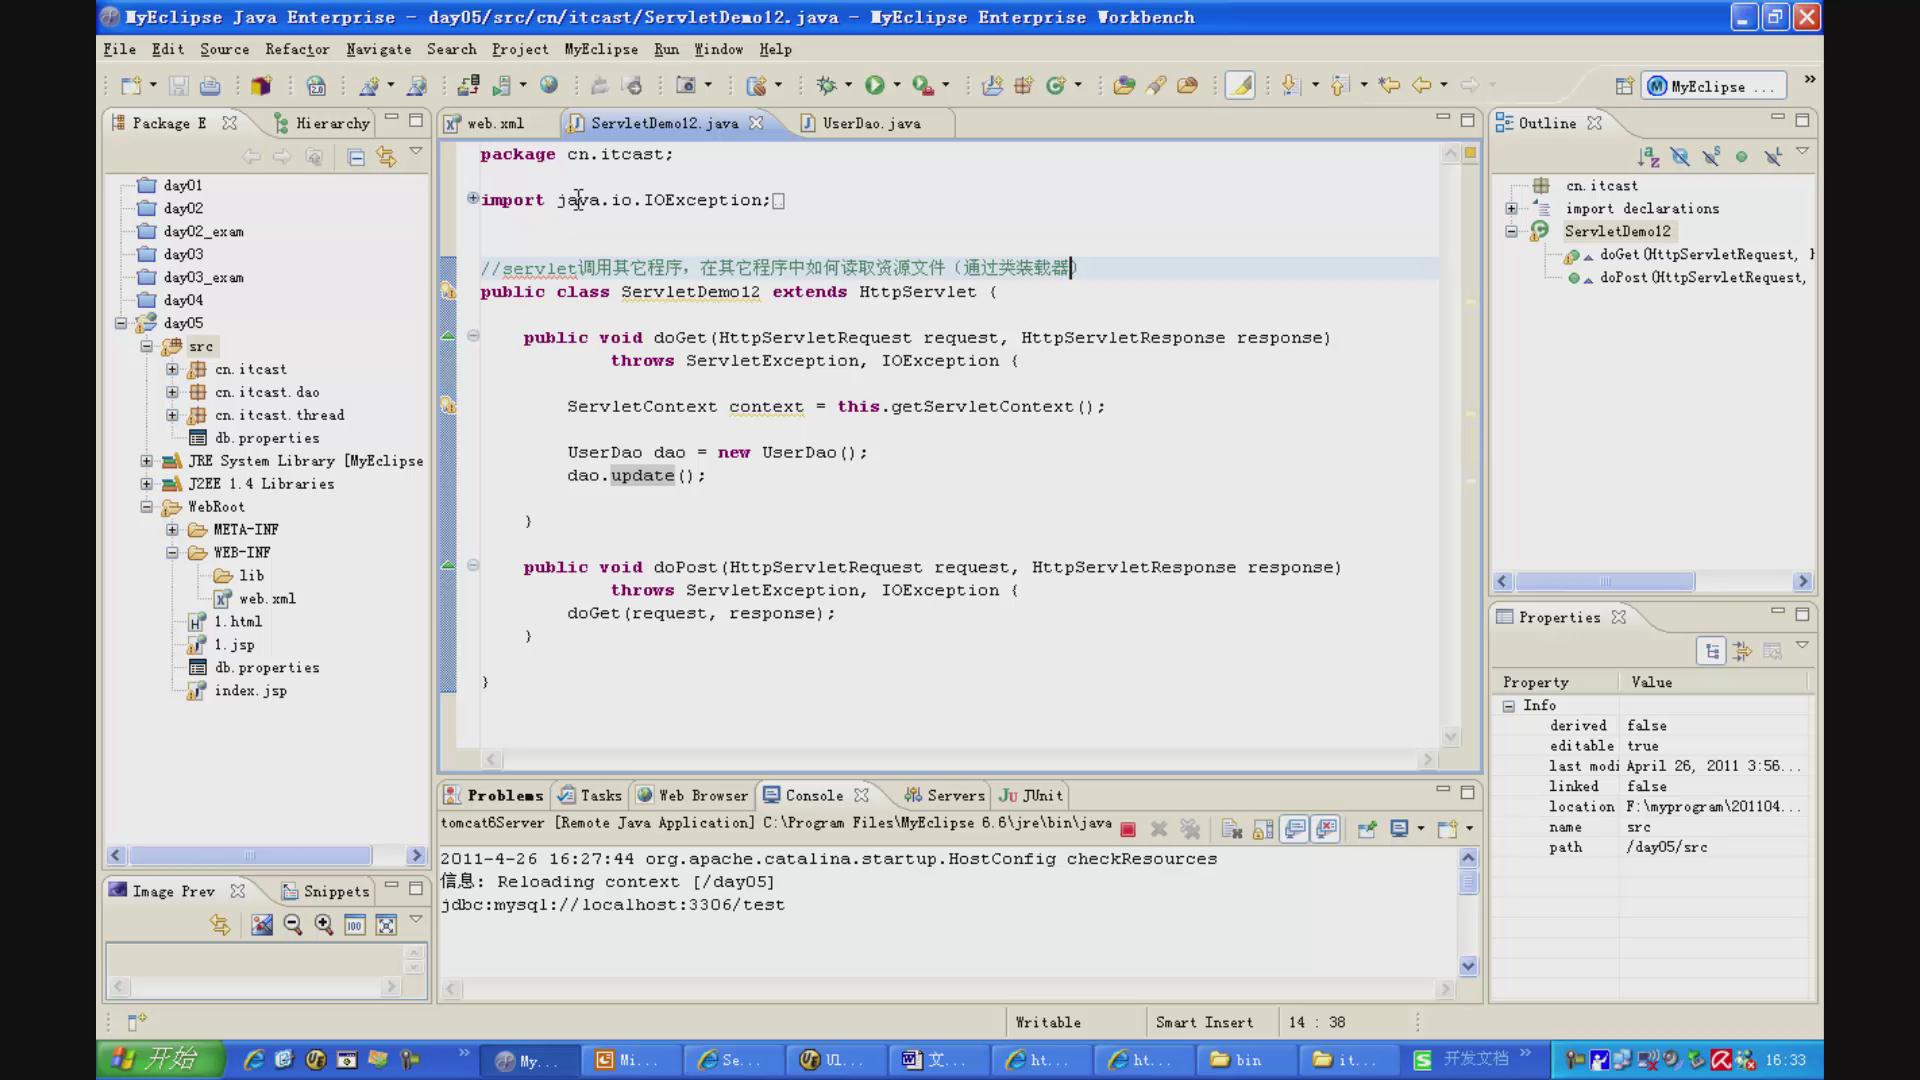 MyEclipse Java Enterprise - day05/src/cn/itcast/ServletDemo12.java - MyEclipse Enterprise Workbench
File Edit Source Refactor Navigate Search Project MyEclipse Run Window Help
MyEclipse ...
Package E
Hierarchy
day01
day02
day02_exam
day03
day03_exam
day04
day05
src
cn.itcast
cn.itcast.dao
cn.itcast.thread
db.properties
JRE System Library [MyEclipse
J2EE 1.4 Libraries
WebRoot
META-INF
WEB-INF
lib
web.xml
1.html
1.jsp
db.properties
index.jsp
Image Prev
Snippets
web.xml
ServletDemo12.java
UserDao.java
package cn.itcast;
import java.io.IOException;
//servlet调用其它程序，在其它程序中如何读取资源文件（通过类装载器）
public class ServletDemo12 extends HttpServlet {
public void doGet(HttpServletRequest request, HttpServletResponse response)
throws ServletException, IOException {
ServletContext context = this.getServletContext();
UserDao dao = new UserDao();
dao.update();
}
public void doPost(HttpServletRequest request, HttpServletResponse response)
throws ServletException, IOException {
doGet(request, response);
}
}
Problems
Tasks
Web Browser
Console
Servers
JUnit
tomcat6Server [Remote Java Application] C:\Program Files\MyEclipse 6.6\jre\bin\java
2011-4-26 16:27:44 org.apache.catalina.startup.HostConfig checkResources
信息: Reloading context [/day05]
jdbc:mysql://localhost:3306/test
Outline
cn.itcast
import declarations
ServletDemo12
doGet(HttpServletRequest, H
doPost(HttpServletRequest,
Properties
Property Value
Info
derived false
editable true
last modi April 26, 2011 3:56...
linked false
location F:\myprogram\201104...
name src
path /day05/src
Writable
Smart Insert
14 : 38
开始
My...
Mi...
Se...
Ul...
文...
ht...
ht...
bin
it...
开发文档
16:33